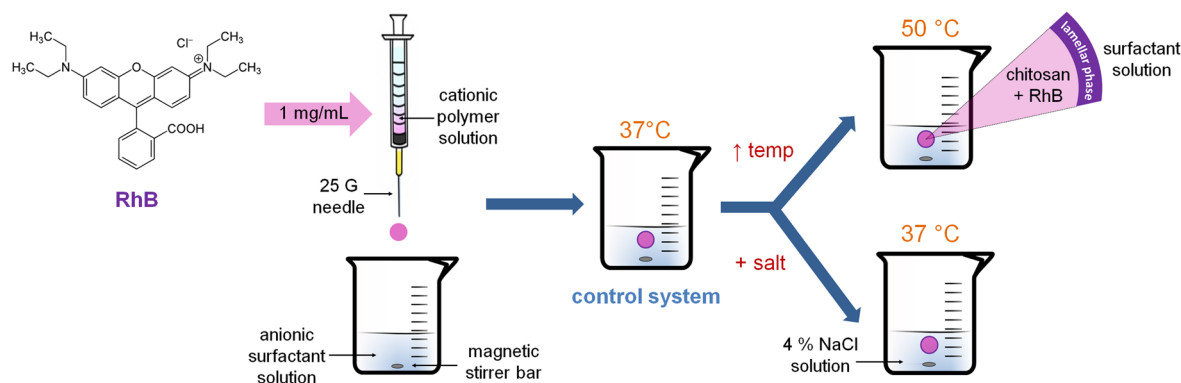 H₃C
N
O
Cl⁻
N⁺
CH₃
H₃C
CH₃
COOH
RhB
1 mg/mL
cationic
polymer
solution
25 G
needle
anionic
surfactant
solution
magnetic
stirrer bar
37°C
control system
↑ temp
+ salt
50 °C
chitosan
+ RhB
lamellar phase
surfactant
solution
37 °C
4 % NaCl
solution